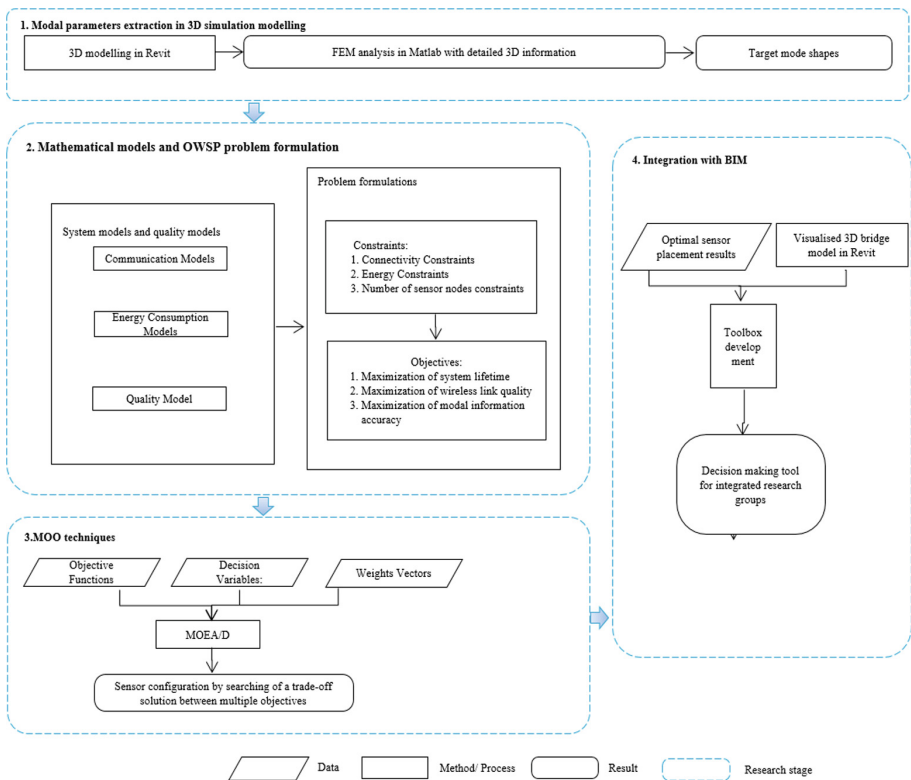 1. Modal parameters extraction in 3D simulation modelling
3D modelling in Revit
FEM analysis in Matlab with detailed 3D information
Target mode shapes
2. Mathematical models and OWSP problem formulation
System models and quality models
Communication Models
Energy Consumption
Models
Quality Model
Problem formulations
Constraints:
1. Connectivity Constraints
2. Energy Constraints
3. Number of sensor nodes constraints
Objectives:
1. Maximization of system lifetime
2. Maximization of wireless link quality
3. Maximization of modal information
accuracy
3.MOO techniques
Objective
Functions
Decision
Variables:
Weights Vectors
MOEA/D
Sensor configuration by searching of a trade-off
solution between multiple objectives
4. Integration with BIM
Optimal sensor
placement results
Visualised 3D bridge
model in Revit
Toolbox
develop
ment
Decision making tool
for integrated research
groups
Data
Method/ Process
Result
Research stage